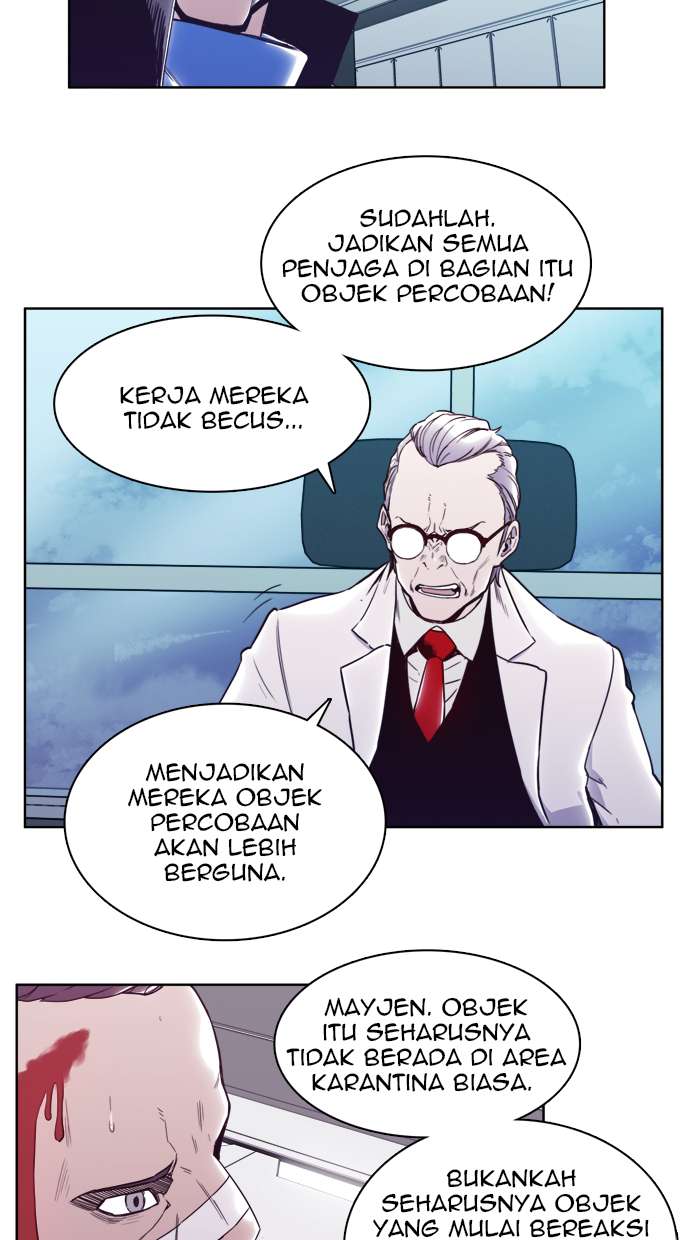 SUDAHLAH.
JADIKAN SEMUA
PENJAGA DI BAGIAN ITU
OBJEK PERCOBAAN!
KERJA MEREKA
TIDAK BECUS...
MENJADIKAN
MEREKA OBJEK
PERCOBAAN
AKAN LEBIH
BERGUNA.
MAYJEN, OBJEK
ITU SEHARUSNYA
TIDAK BERADA DI AREA
KARANTINA BIASA.
BUKANKAH
SEHARUSNYA OBJEK
YANG MULAI BEREAKSI